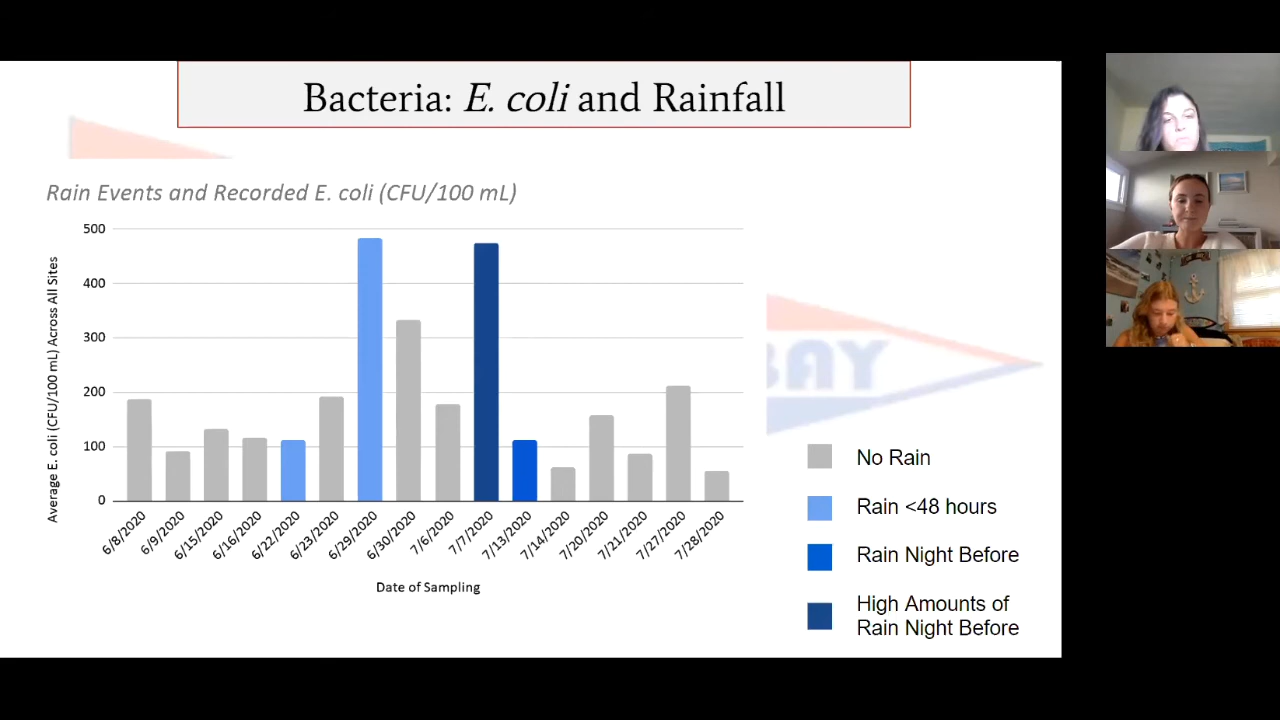 Bacteria: E. coli and Rainfall
Rain Events and Recorded E. coli (CFU/100 mL)
Average E. coli (CFU/100 mL) Across All Sites
500
400
300
200
100
0
6/8/2020
6/9/2020
6/15/2020
6/16/2020
6/22/2020
6/23/2020
6/29/2020
6/30/2020
7/6/2020
7/7/2020
7/13/2020
7/14/2020
7/20/2020
7/21/2020
7/27/2020
7/28/2020
Date of Sampling
BAY
No Rain
Rain <48 hours
Rain Night Before
High Amounts of
Rain Night Before